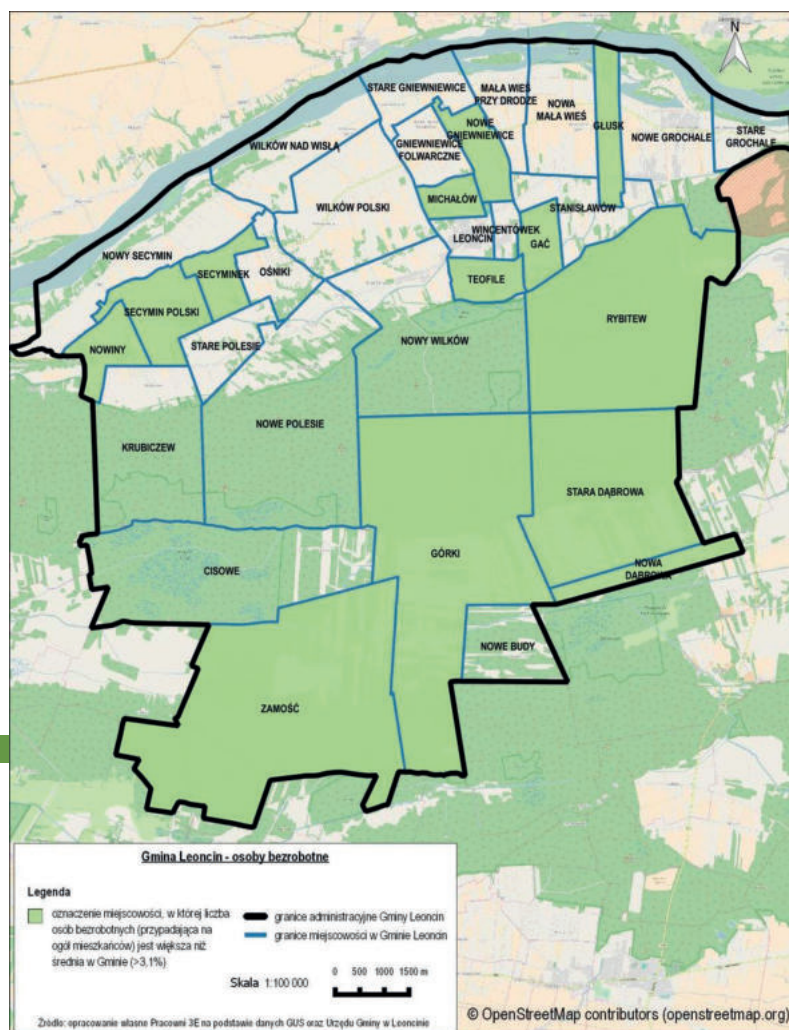 N
STARE GNIEWNIEWICE
MAŁA WIEŚ
PRZY DRODZE
NOWA
MAŁA WIEŚ
GŁUSK
NOWE GROCHALE
STARE
GROCHALE
NOWE
GNIEWNIEWICE
GNIEWNIEWICE
FOLWARCZNE
WILKÓW NAD WISŁĄ
WILKÓW POLSKI
MICHAŁÓW
STANISŁAWÓW
WINCENTÓWEK
LEONCIN
GAĆ
NOWY SECYMIN
SECYMINEK
OŚNIKI
TEOFILE
SECYMIN POLSKI
RYBITEW
NOWINY
STARE POLESIE
NOWY WILKÓW
NOWE POLESIE
KRUBICZEW
STARA DĄBROWA
GÓRKI
CISOWE
NOWA
DĄBROWA
NOWE BUDY
ZAMOŚĆ
Gmina Leoncin - osoby bezrobotne
Legenda
oznaczenie miejscowości, w której liczba
osób bezrobotnych (przypadająca na
ogół mieszkańców) jest większa niż
średnia w Gminie (>3,1%)
granice administracyjne Gminy Leoncin
granice miejscowości w Gminie Leoncin
Skala 1:100 000
0 500 1000 1500 m
Źródło: opracowanie własne Pracowni 3E na podstawie danych GUS oraz Urzędu Gminy w Leoncinie
© OpenStreetMap contributors (openstreetmap.org)